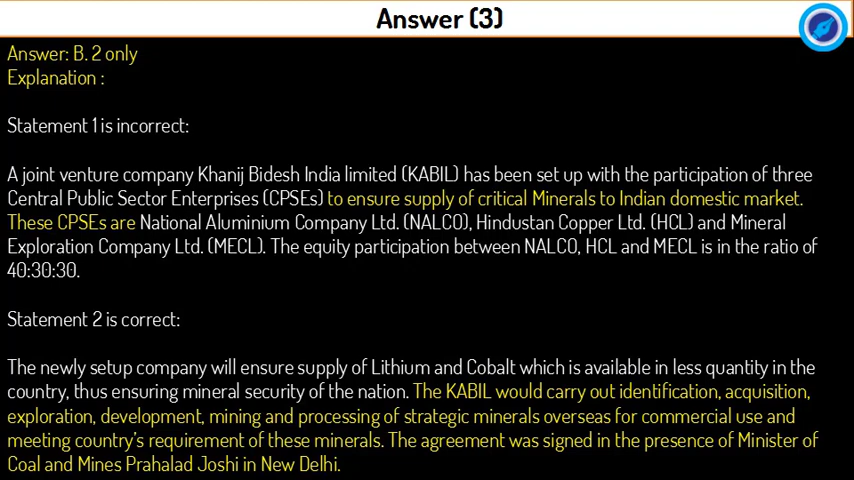 Answer (3)
Answer: B. 2 only
Explanation :
Statement 1 is incorrect:
A joint venture company Khanij Bidesh India limited (KABIL) has been set up with the participation of three
Central Public Sector Enterprises (CPSEs) to ensure supply of critical Minerals to Indian domestic market.
These CPSEs are National Aluminium Company Ltd. (NALCO), Hindustan Copper Ltd. (HCL) and Mineral
Exploration Company Ltd. (MECL). The equity participation between NALCO, HCL and MECL is in the ratio of
40:30:30.
Statement 2 is correct:
The newly setup company will ensure supply of Lithium and Cobalt which is available in less quantity in the
country, thus ensuring mineral security of the nation. The KABIL would carry out identification, acquisition,
exploration, development, mining and processing of strategic minerals overseas for commercial use and
meeting country's requirement of these minerals. The agreement was signed in the presence of Minister of
Coal and Mines Prahalad Joshi in New Delhi.